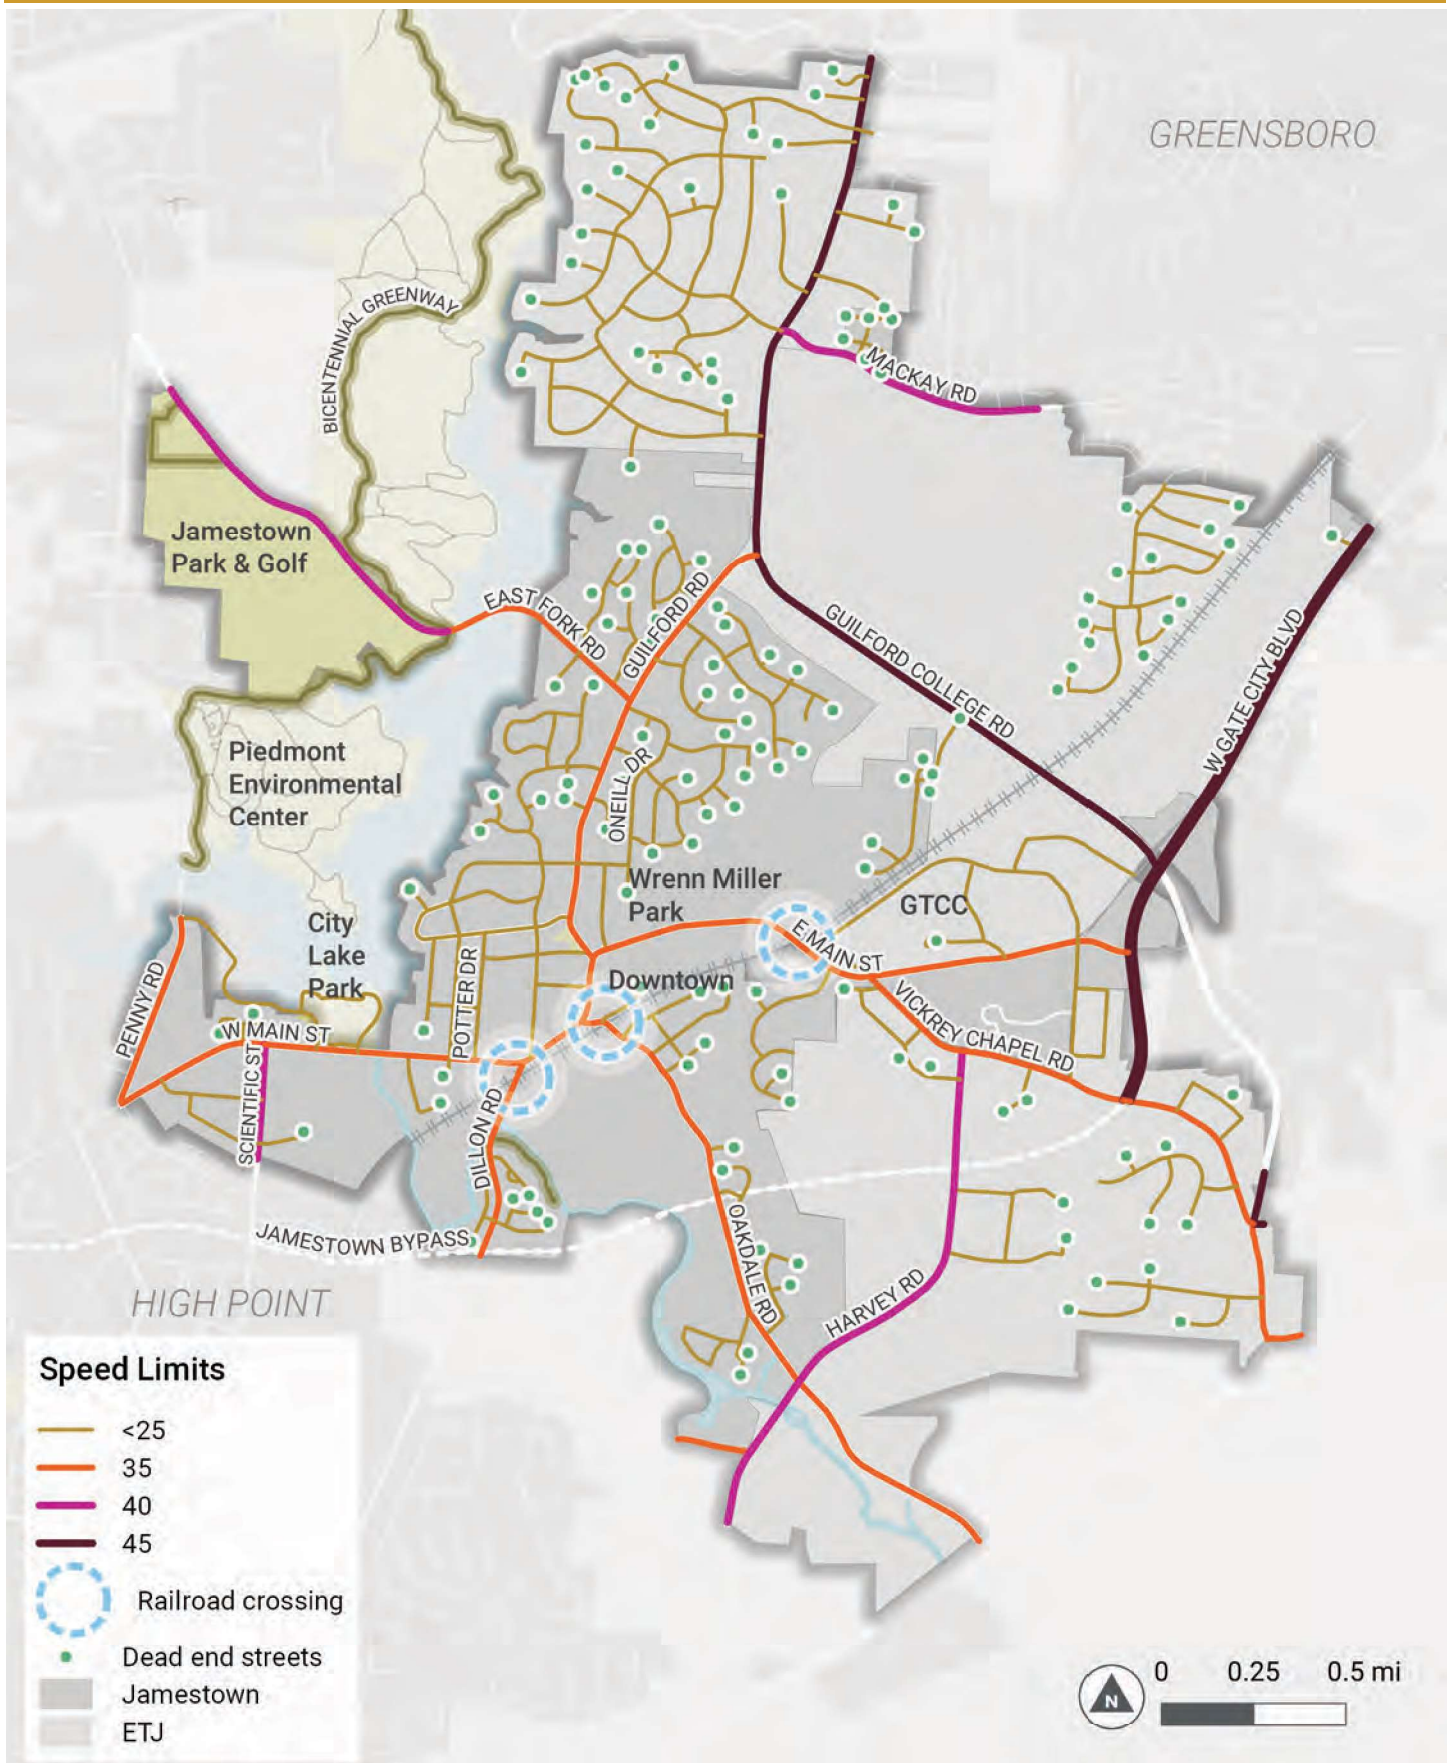 GREENSBORO
BICENTENNIAL GREENWAY
MACKAY RD
Jamestown
Park & Golf
EAST FORK RD
GUILFORD RD
GUILFORD COLLEGE RD
W GATE CITY BLVD
Piedmont
Environmental
Center
ONEILL DR
Wrenn Miller
Park
GTCC
City
Lake
Park
E MAIN ST
POTTER DR
Downtown
PENNY RD
W MAIN ST
VICKREY CHAPEL RD
SCIENTIFIC ST
DILLON RD
JAMESTOWN BYPASS
OAKDALE RD
HARVEY RD
HIGH POINT
Speed Limits
<25
35
40
45
Railroad crossing
Dead end streets
Jamestown
ETJ
N
0 0.25 0.5 mi